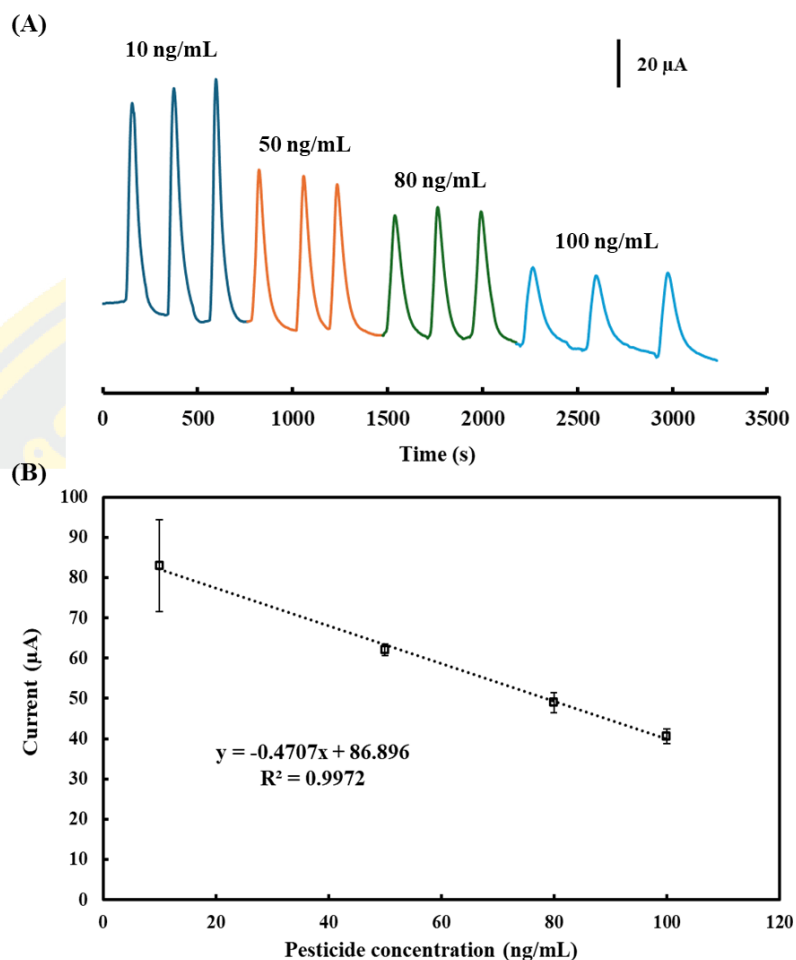 (A)
10 ng/mL
20 µA
50 ng/mL
80 ng/mL
100 ng/mL
0 500 1000 1500 2000 2500 3000 3500
Time (s)
(B)
100
90
80
70
60
50
40
30
20
10
0
Current (µA)
y = -0.4707x + 86.896
R² = 0.9972
0 20 40 60 80 100 120
Pesticide concentration (ng/mL)